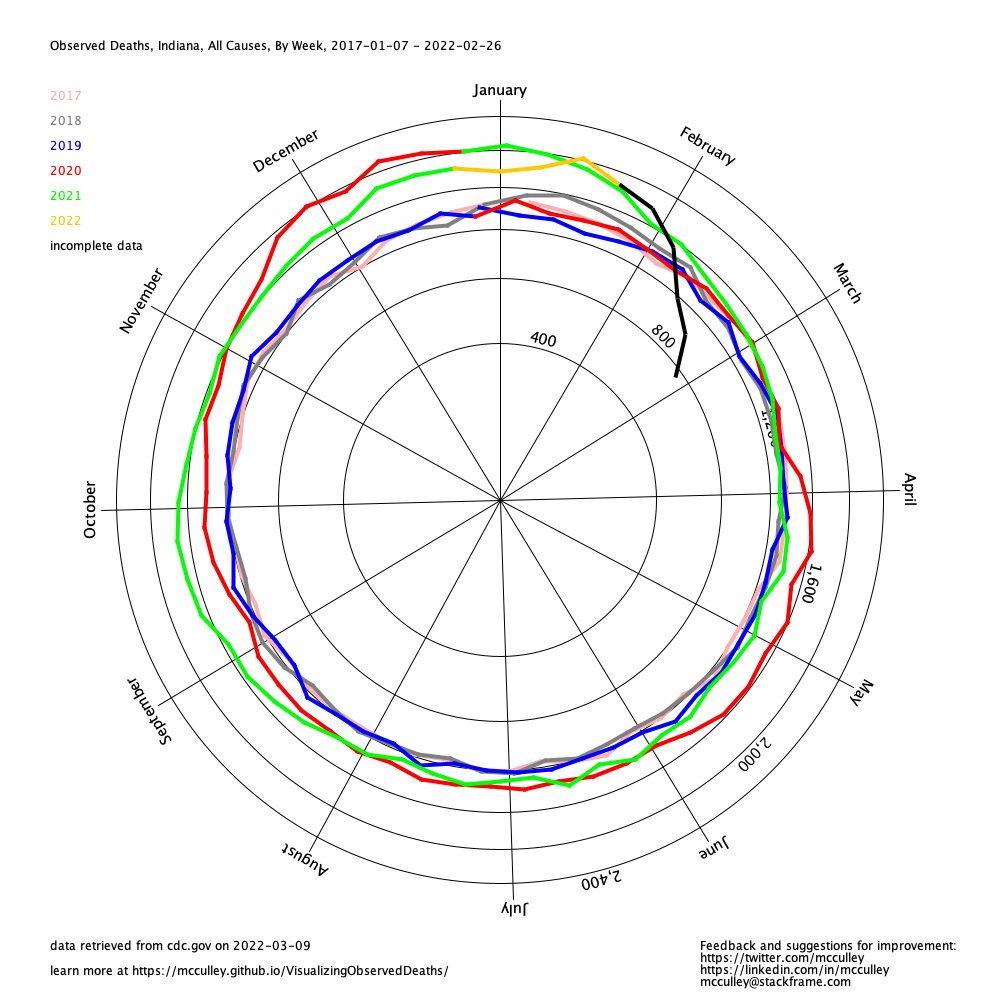 Observed Deaths, Indiana, All Causes, By Week, 2017-01-07 - 2022-02-26
2017
2018
2019
2020
2021
2022
incomplete data
January
February
March
April
May
June
July
August
September
October
November
December
400
800
1,200
1,600
2,000
2,400
data retrieved from cdc.gov on 2022-03-09
learn more at https://mcculley.github.io/VisualizingObservedDeaths/
Feedback and suggestions for improvement:
https://twitter.com/mcculley
https://linkedin.com/in/mcculley
mcculley@stackframe.com